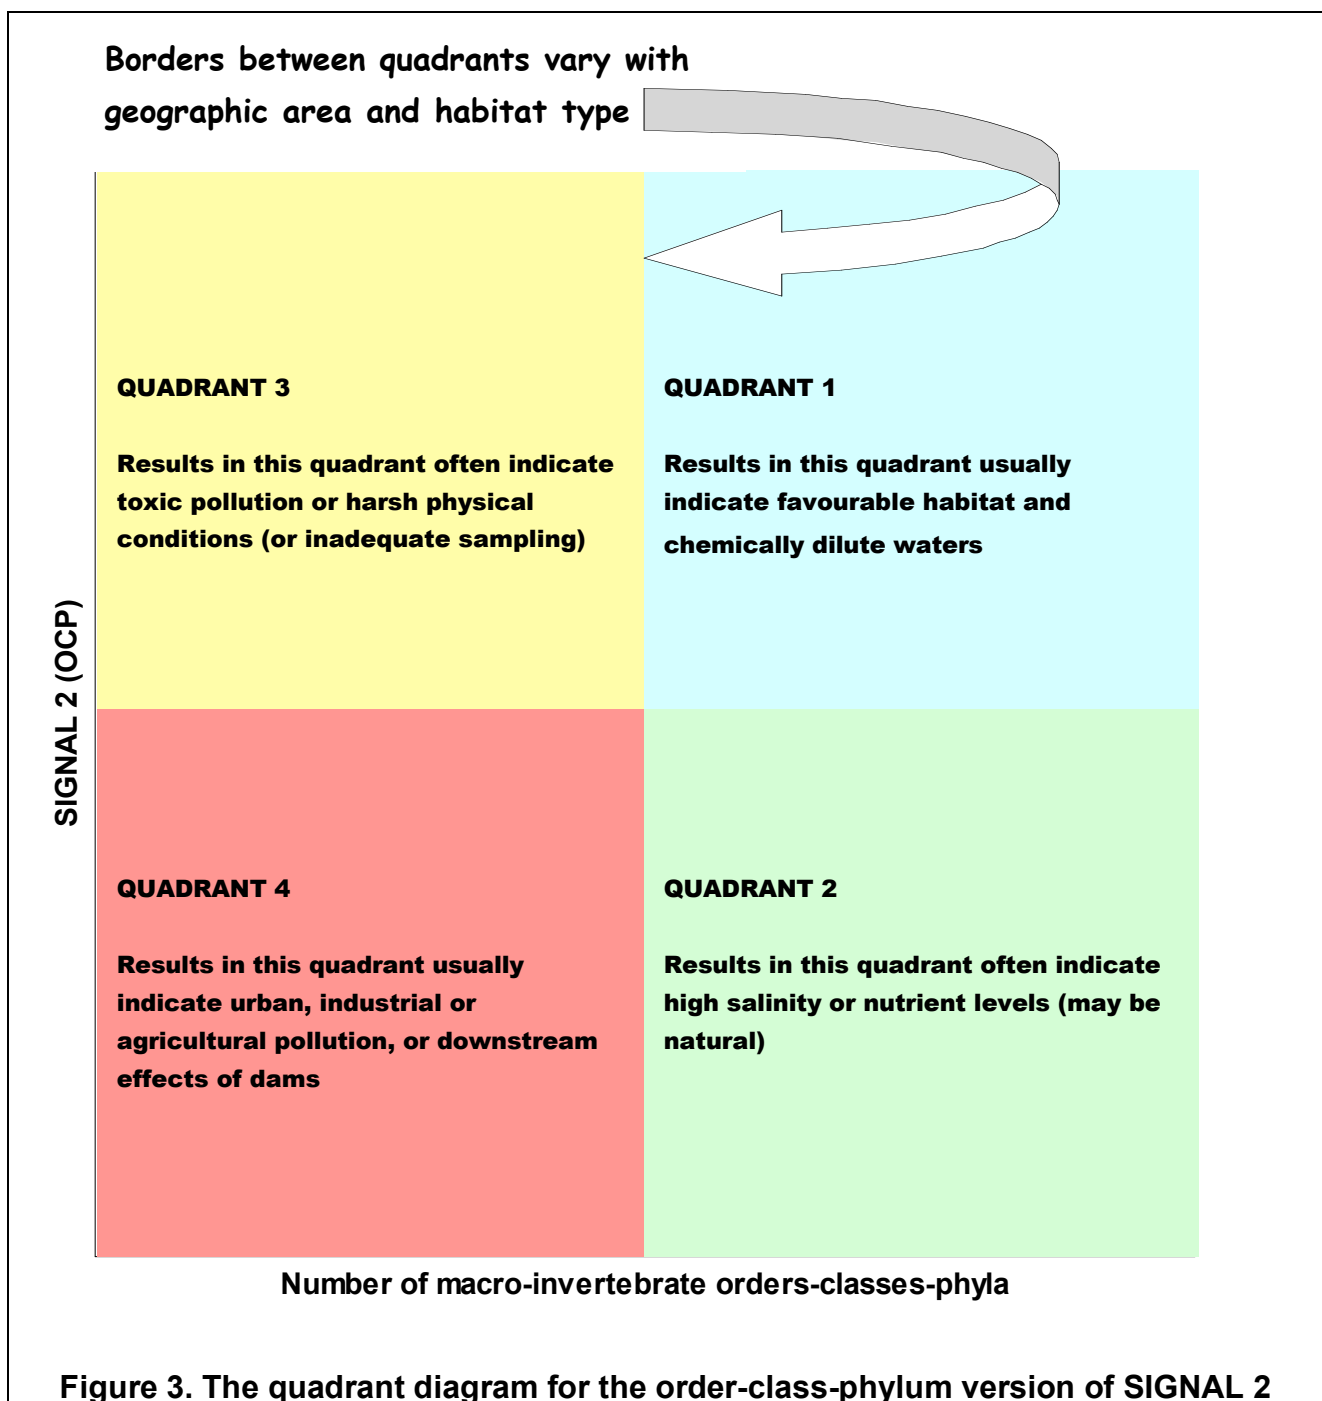 Borders between quadrants vary with
geographic area and habitat type
QUADRANT 3
Results in this quadrant often indicate
toxic pollution or harsh physical
conditions (or inadequate sampling)
QUADRANT 1
Results in this quadrant usually
indicate favourable habitat and
chemically dilute waters
SIGNAL 2 (OCP)
QUADRANT 4
Results in this quadrant usually
indicate urban, industrial or
agricultural pollution, or downstream
effects of dams
QUADRANT 2
Results in this quadrant often indicate
high salinity or nutrient levels (may be
natural)
Number of macro-invertebrate orders-classes-phyla
Figure 3. The quadrant diagram for the order-class-phylum version of SIGNAL 2